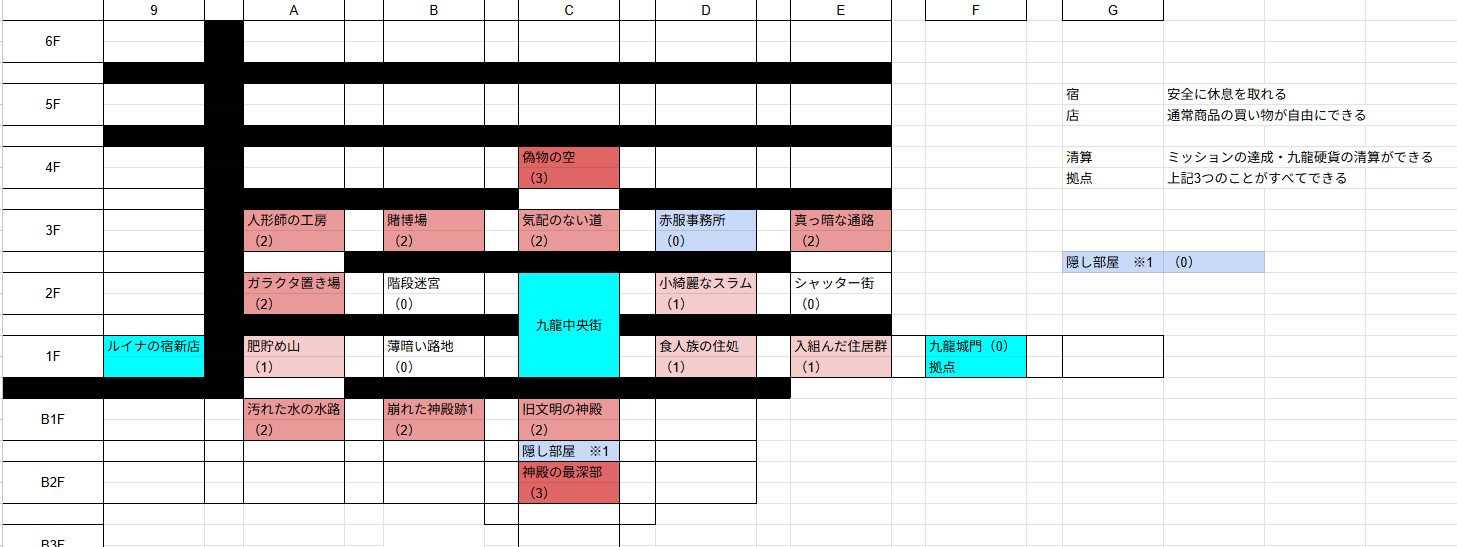 9 A B C D E F G
6F
5F
宿 安全に休息を取れる
店 通常商品の買い物が自由にできる
4F
偽物の空
（3）
清算 ミッションの達成・九龍硬貨の清算ができる
拠点 上記3つのことがすべてできる
3F
人形師の工房 賭博場 気配のない道 赤服事務所 真っ暗な通路
（2） （2） （2） （0） （2）
隠し部屋　※1 （0）
2F
ガラクタ置き場 階段迷宮 小綺麗なスラム シャッター街
（2） （0） （1） （0）
九龍中央街
1F
ルイナの宿新店 肥貯め山 薄暗い路地 食人族の住処 入組んだ住居群 九龍城門（0）
（1） （0） （1） （1） 拠点
B1F
汚れた水の水路 崩れた神殿跡1 旧文明の神殿
（2） （2） （2）
隠し部屋　※1
B2F
神殿の最深部
（3）
B3F